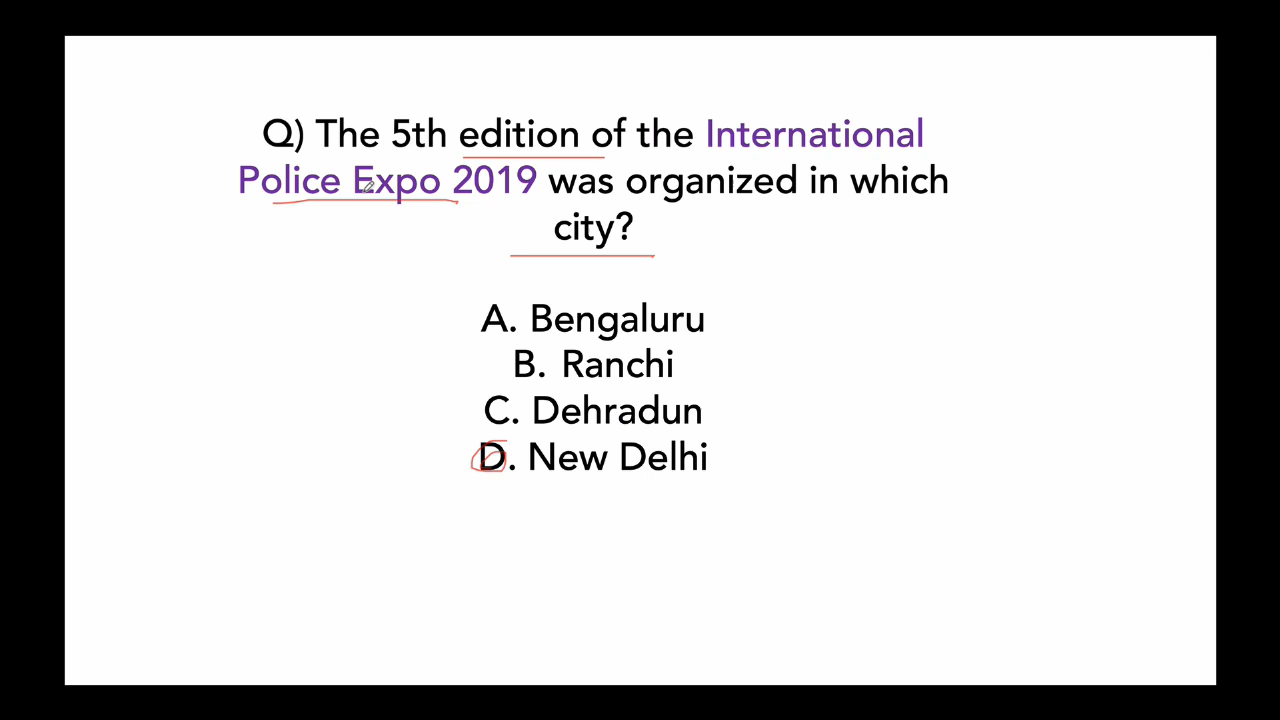 Q) The 5th edition of the International
Police Expo 2019 was organized in which
city?
A. Bengaluru
B. Ranchi
C. Dehradun
D. New Delhi